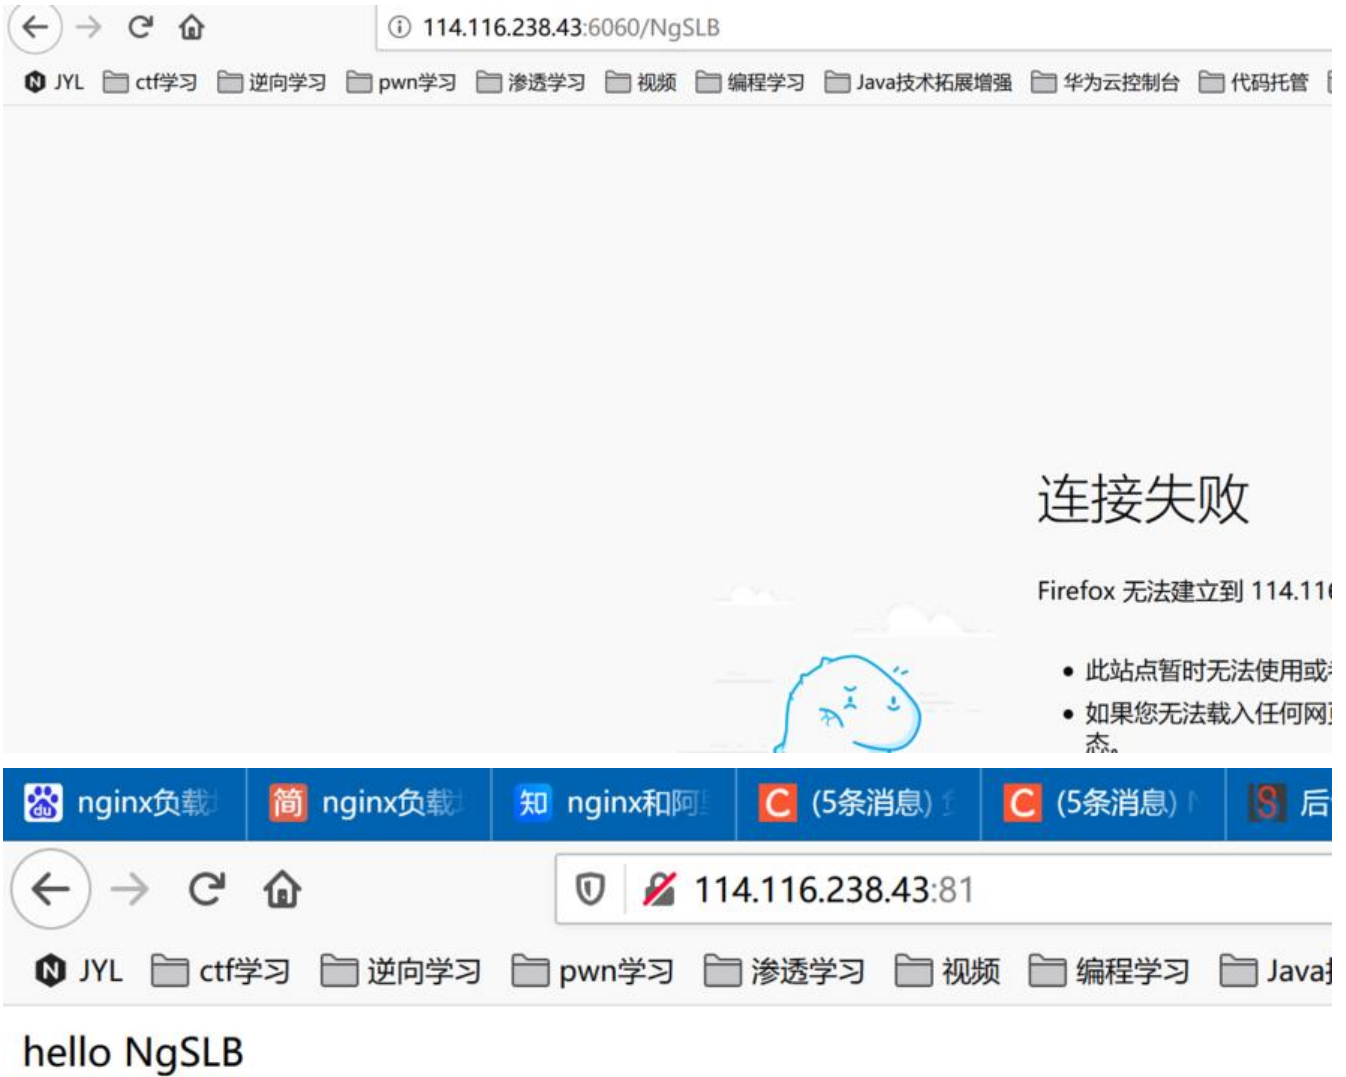 114.116.238.43:6060/NgSLB
JYL ctf学习 逆向学习 pwn学习 渗透学习 视频 编程学习 Java技术拓展增强 华为云控制台 代码托管
连接失败
Firefox 无法建立到 114.116
此站点暂时无法使用或
如果您无法载入任何网
态。
du nginx负载 简 nginx负载 知 nginx和阿 C (5条消息) C (5条消息) S 后
114.116.238.43:81
JYL ctf学习 逆向学习 pwn学习 渗透学习 视频 编程学习 Java
hello NgSLB